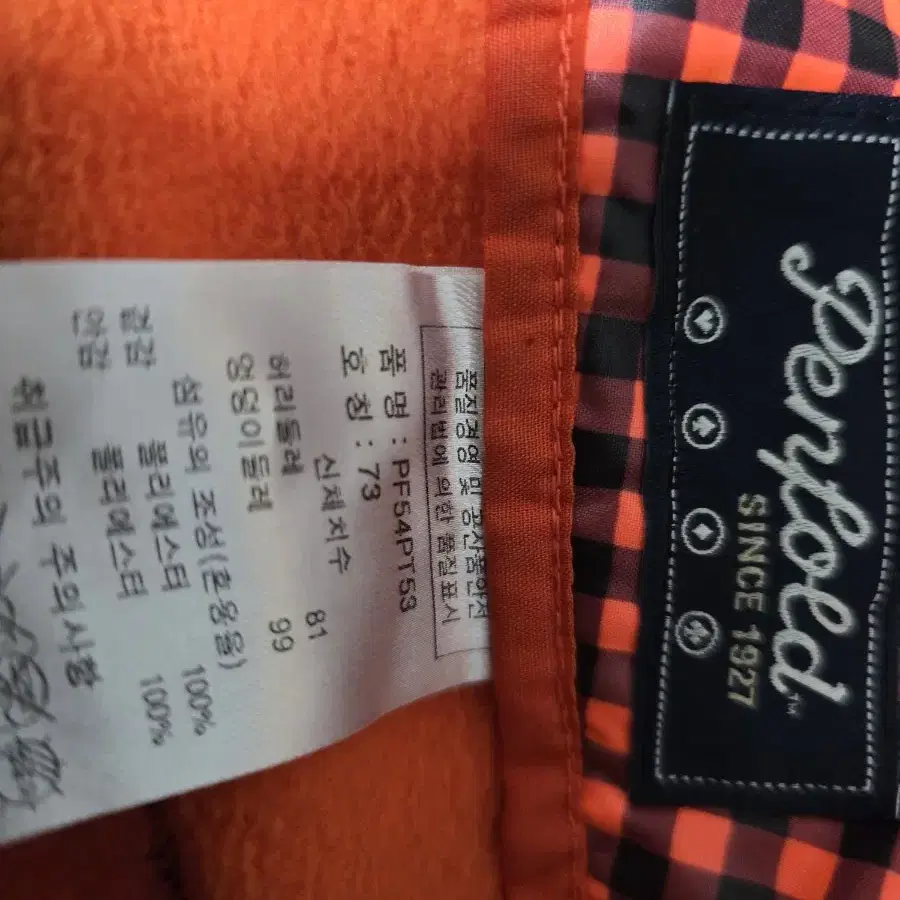 품질경영 및 공산품안전
관리법에 의한 품질표시
품 명 : PF54PT53
호 칭 : 73
신체치수
허리둘레 81
엉덩이둘레 99
섬유의 조성(혼용율)
겉감 폴리에스터 100%
안감 폴리에스터 100%
취급주의 주의사항
Penfold
SINCE 1927